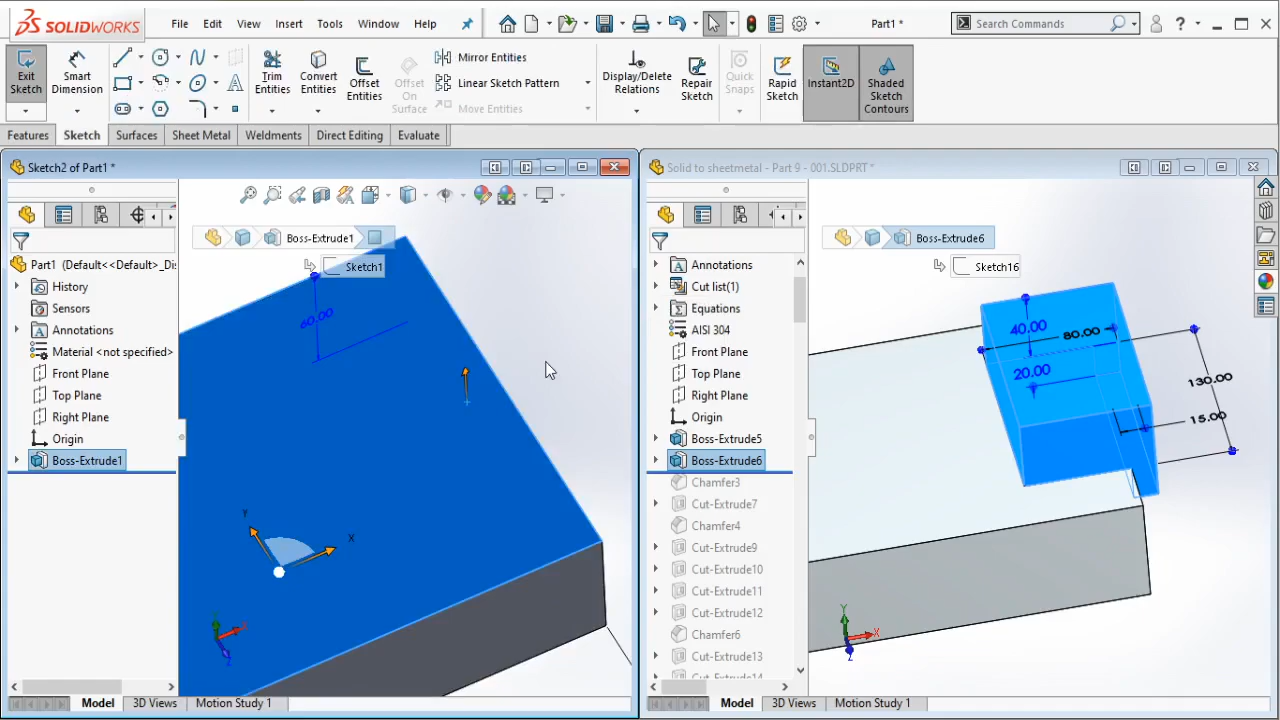 SOLIDWORKS File Edit View Insert Tools Window Help Part1 * Search Commands ?
Exit Sketch
Smart Dimension
Trim Entities
Convert Entities
Offset Entities
Offset On Surface
Mirror Entities
Linear Sketch Pattern
Move Entities
Display/Delete Relations
Repair Sketch
Quick Snaps
Rapid Sketch
Instant2D
Shaded Sketch Contours
Features Sketch Surfaces Sheet Metal Weldments Direct Editing Evaluate
Sketch2 of Part1 *
Boss-Extrude1
Sketch1
Part1 (Default<<Default>_Di
History
Sensors
Annotations
Material <not specified>
Front Plane
Top Plane
Right Plane
Origin
Boss-Extrude1
60.00
Y
X
Y
X
Z
Model 3D Views Motion Study 1
Solid to sheetmetal - Part 9 - 001.SLDPRT *
Boss-Extrude6
Sketch16
Annotations
Cut list(1)
Equations
AISI 304
Front Plane
Top Plane
Right Plane
Origin
Boss-Extrude5
Boss-Extrude6
Chamfer3
Cut-Extrude7
Chamfer4
Cut-Extrude9
Cut-Extrude10
Cut-Extrude11
Cut-Extrude12
Chamfer6
Cut-Extrude13
40.00
80.00
20.00
130.00
15.00
Y
X
Z
Model 3D Views Motion Study 1